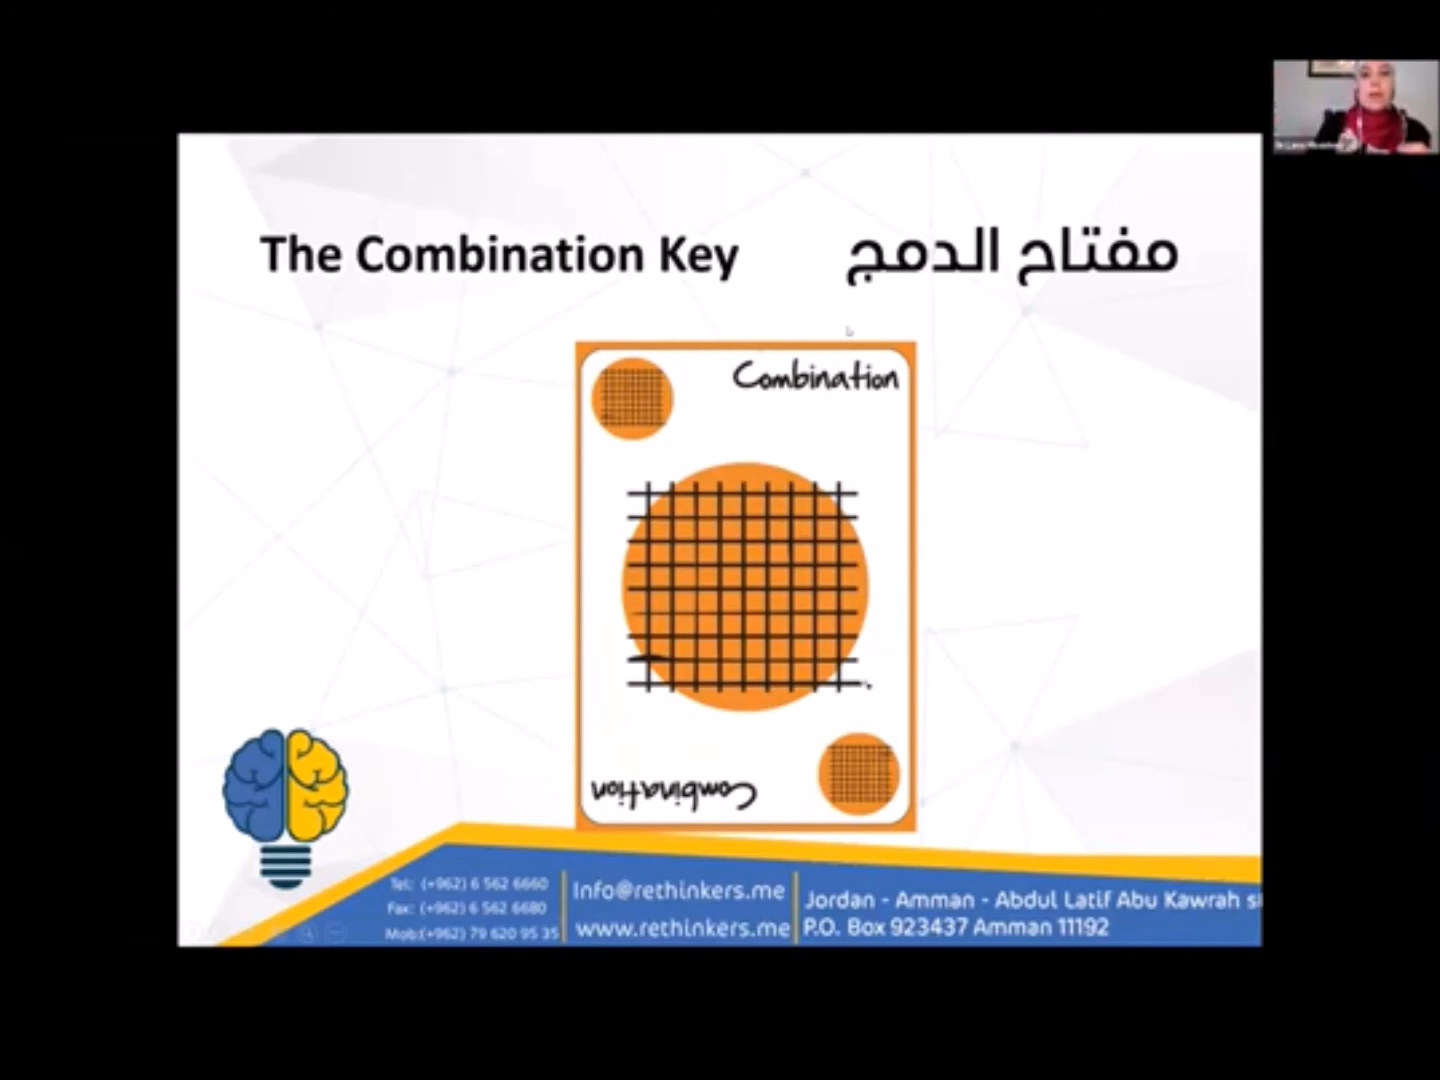 The Combination Key
مفتاح الدمج
Combination
Combination
Tel: (+962) 6 562 6660
Fax: (+962) 6 562 6680
Mob:(+962) 79 620 95 35
Info@rethinkers.me
www.rethinkers.me
Jordan - Amman - Abdul Latif Abu Kawrah
P.O. Box 923437 Amman 11192